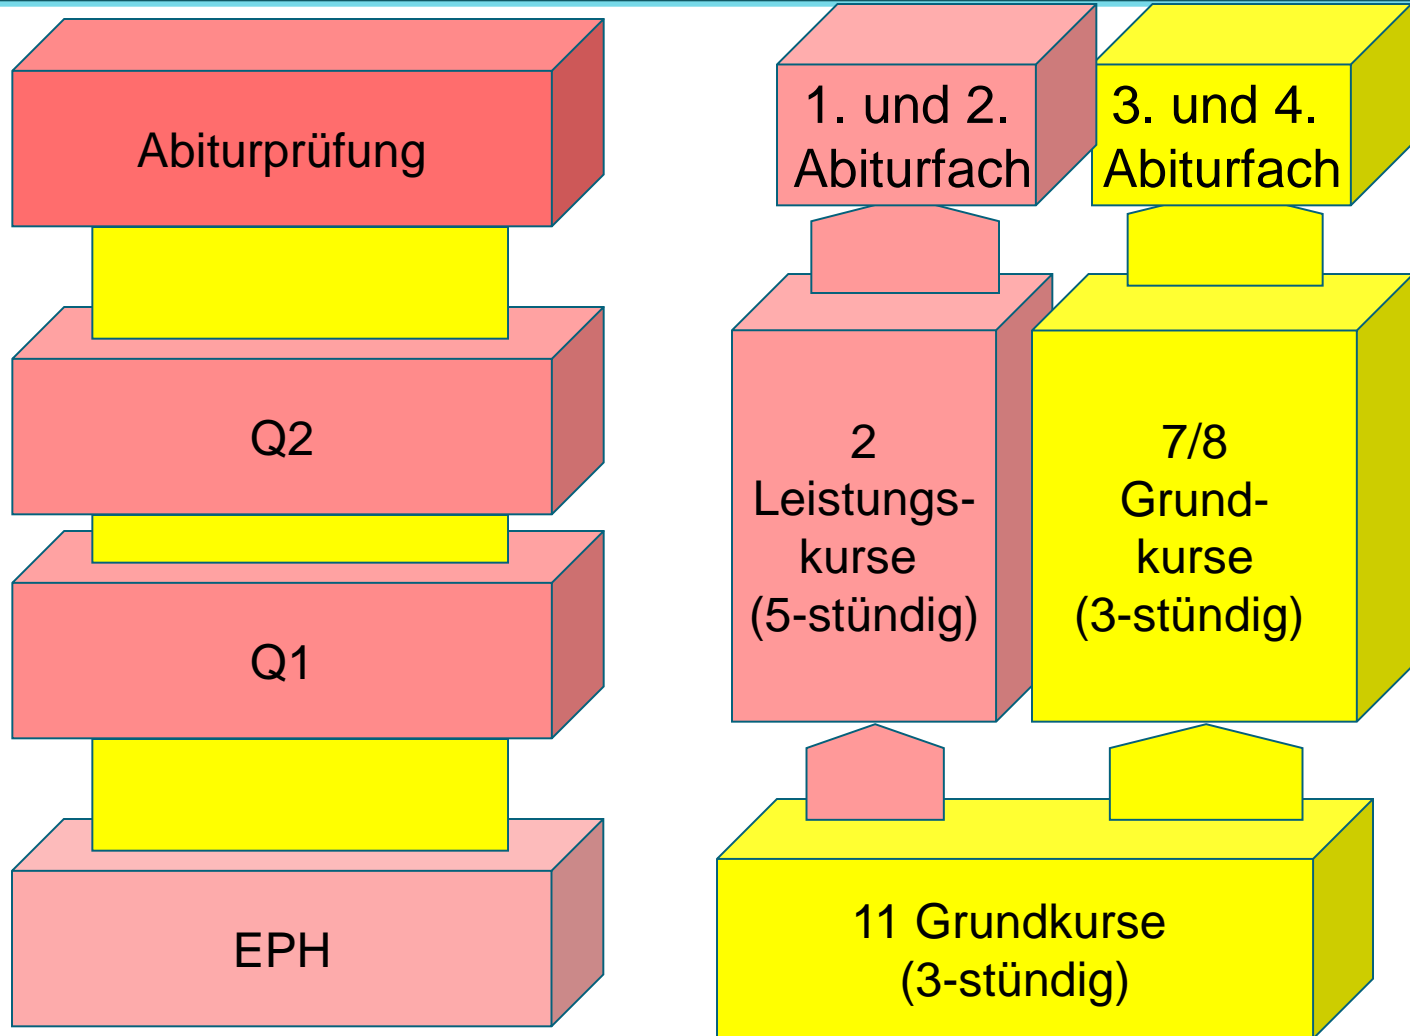 Abiturprüfung
Q2
Q1
EPH
1. und 2.
Abiturfach
3. und 4.
Abiturfach
2
Leistungs-
kurse
(5-stündig)
7/8
Grund-
kurse
(3-stündig)
11 Grundkurse
(3-stündig)